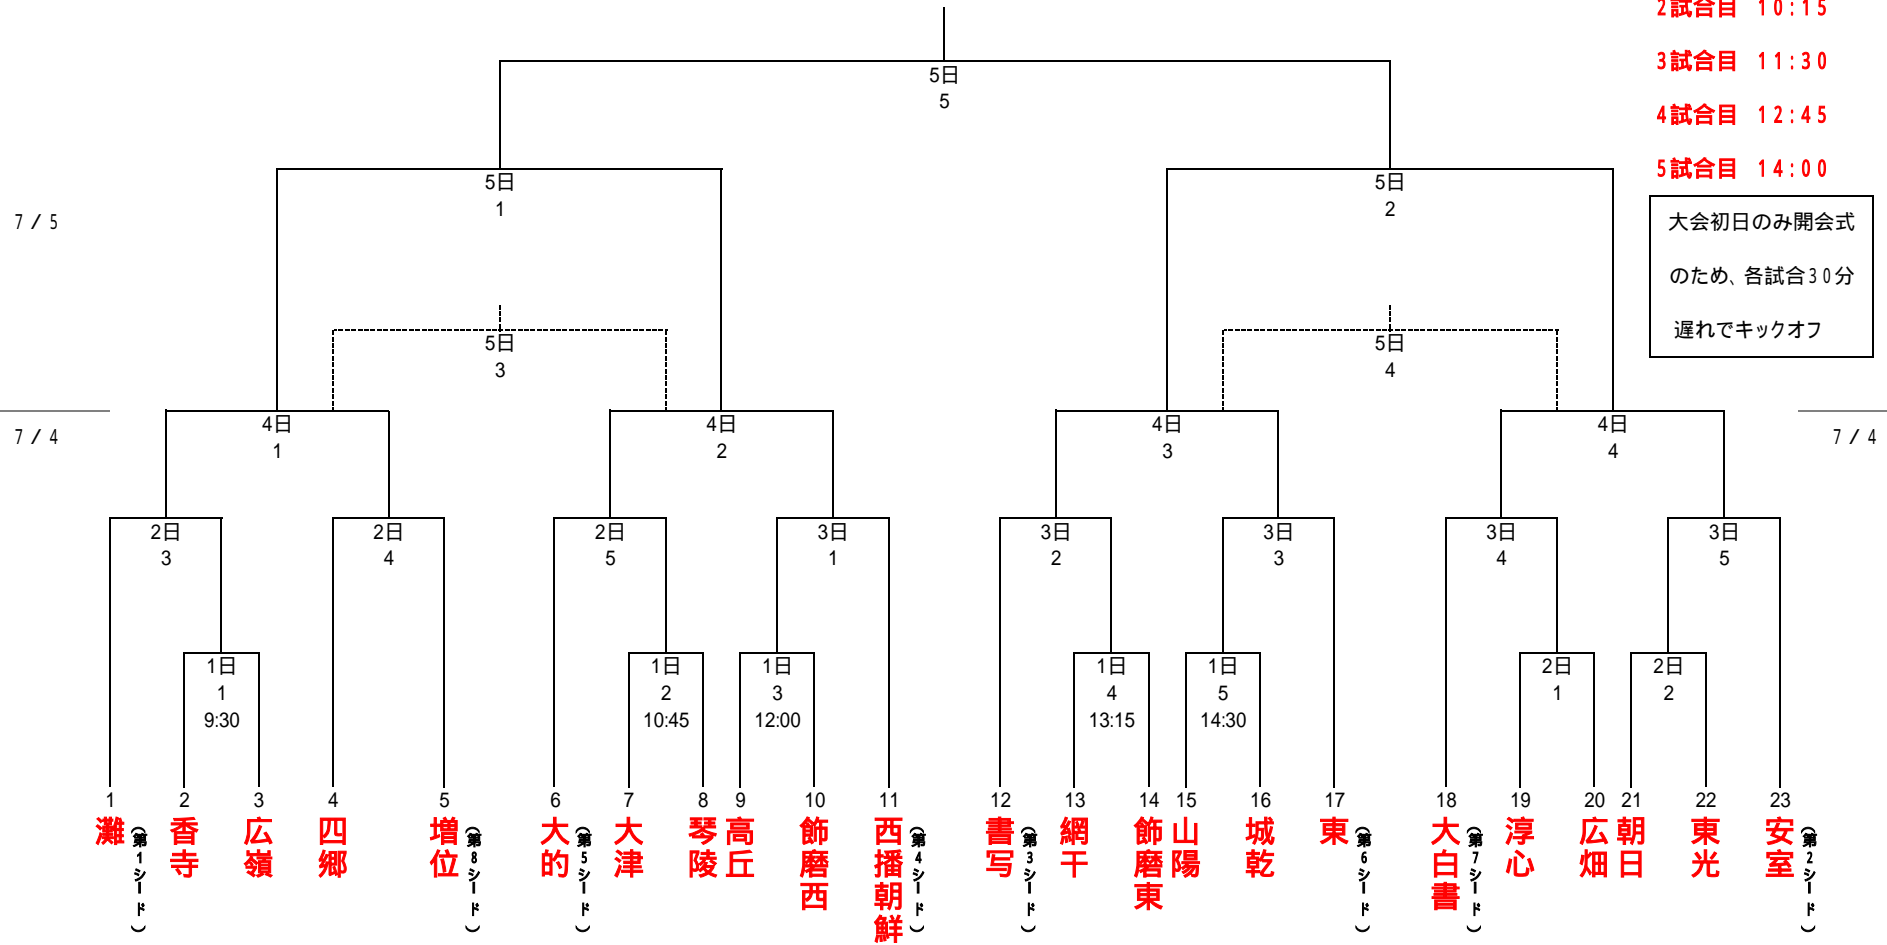 2試合目 10:15
3試合目 11:30
4試合目 12:45
5試合目 14:00
大会初日のみ開会式
のため、各試合30分
遅れでキックオフ
5日
5
5日
1
5日
2
7/5
5日
3
5日
4
7/4
4日
1
4日
2
4日
3
4日
4
7/4
2日
3
2日
4
2日
5
3日
1
3日
2
3日
3
3日
4
3日
5
1日
1
9:30
1日
2
10:45
1日
3
12:00
1日
4
13:15
1日
5
14:30
2日
1
2日
2
1
灘
(第1シード)
2
香寺
3
広嶺
4
四郷
5
増位
(第8シード)
6
大的
(第5シード)
7
大津
8
琴陵
9
高丘
10
飾磨西
11
西播朝鮮
(第4シード)
12
書写
(第3シード)
13
網干
14
飾磨東
15
山陽
16
城乾
17
東
(第6シード)
18
大白書
(第7シード)
19
淳心
20
広畑
21
朝日
22
東光
23
安室
(第2シード)